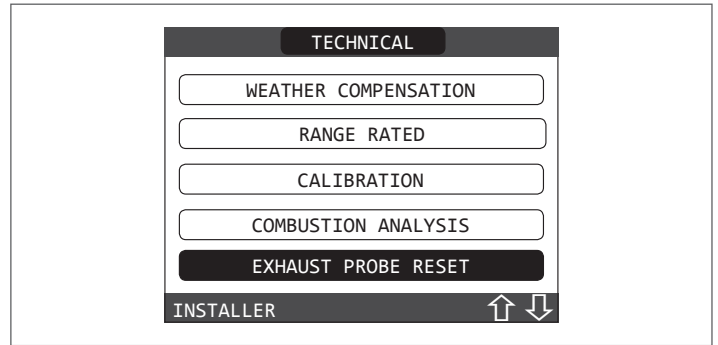 TECHNICAL
WEATHER COMPENSATION
RANGE RATED
CALIBRATION
COMBUSTION ANALYSIS
EXHAUST PROBE RESET
INSTALLER